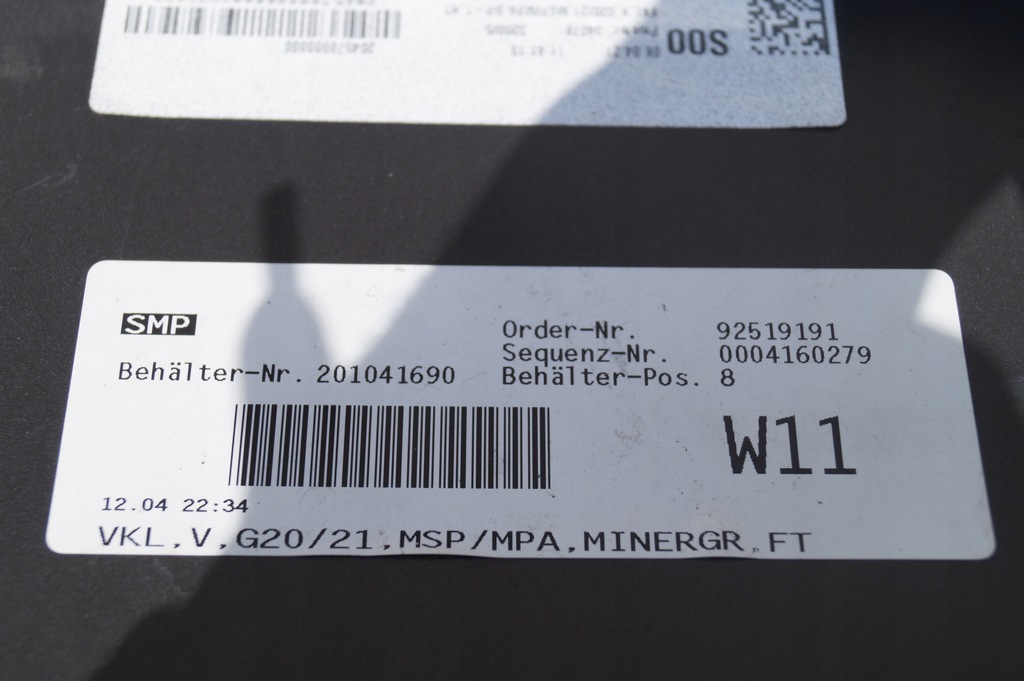 S00
SMP
Order-Nr. 92519191
Sequenz-Nr. 0004160279
Behälter-Nr. 201041690
Behälter-Pos. 8
W11
12.04 22:34
VKL,V,G20/21,MSP/MPA,MINERGR,FT